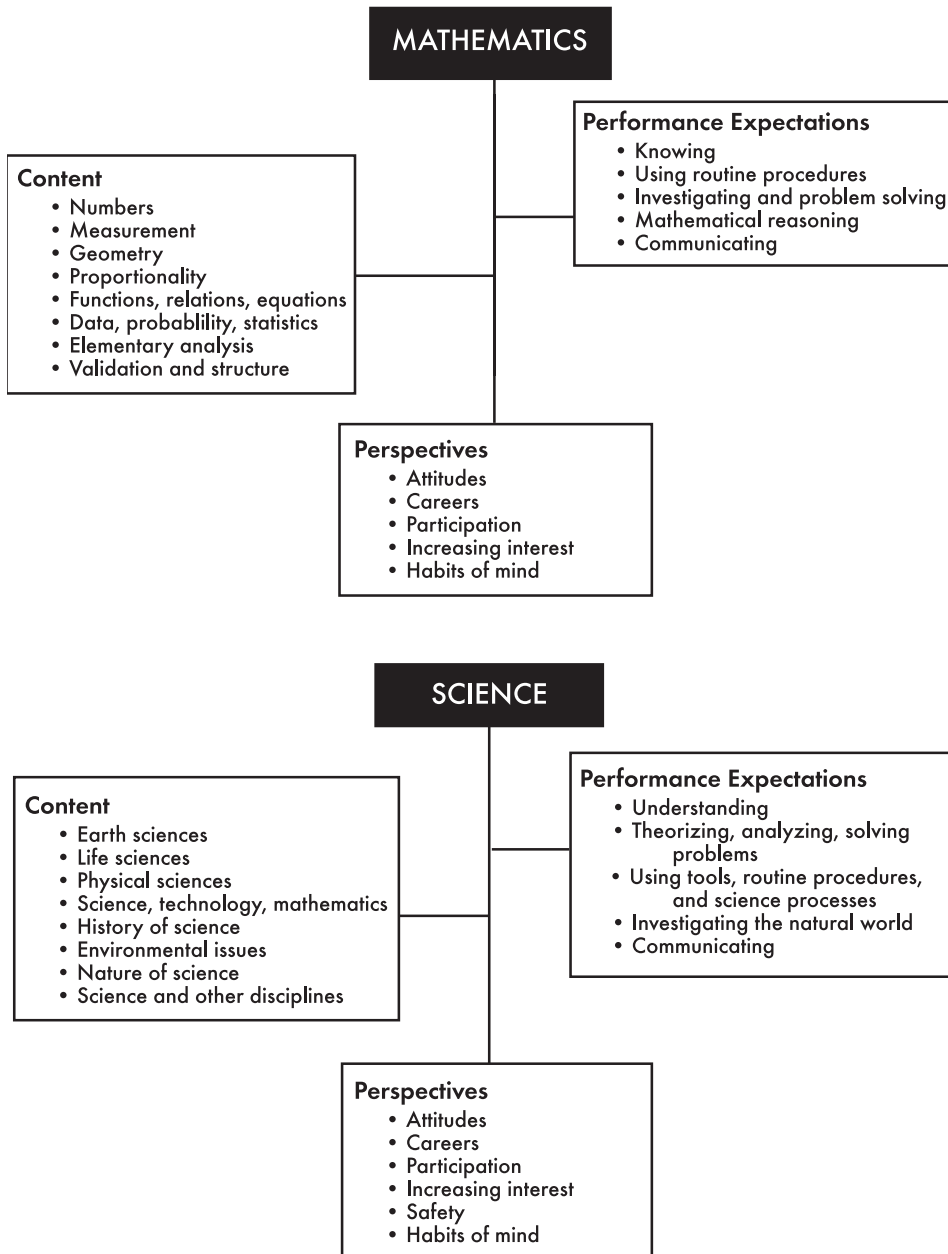 MATHEMATICS
Performance Expectations
• Knowing
• Using routine procedures
• Investigating and problem solving
• Mathematical reasoning
• Communicating
Content
• Numbers
• Measurement
• Geometry
• Proportionality
• Functions, relations, equations
• Data, probablility, statistics
• Elementary analysis
• Validation and structure
Perspectives
• Attitudes
• Careers
• Participation
• Increasing interest
• Habits of mind
SCIENCE
Performance Expectations
• Understanding
• Theorizing, analyzing, solving
problems
• Using tools, routine procedures,
and science processes
• Investigating the natural world
• Communicating
Content
• Earth sciences
• Life sciences
• Physical sciences
• Science, technology, mathematics
• History of science
• Environmental issues
• Nature of science
• Science and other disciplines
Perspectives
• Attitudes
• Careers
• Participation
• Increasing interest
• Safety
• Habits of mind